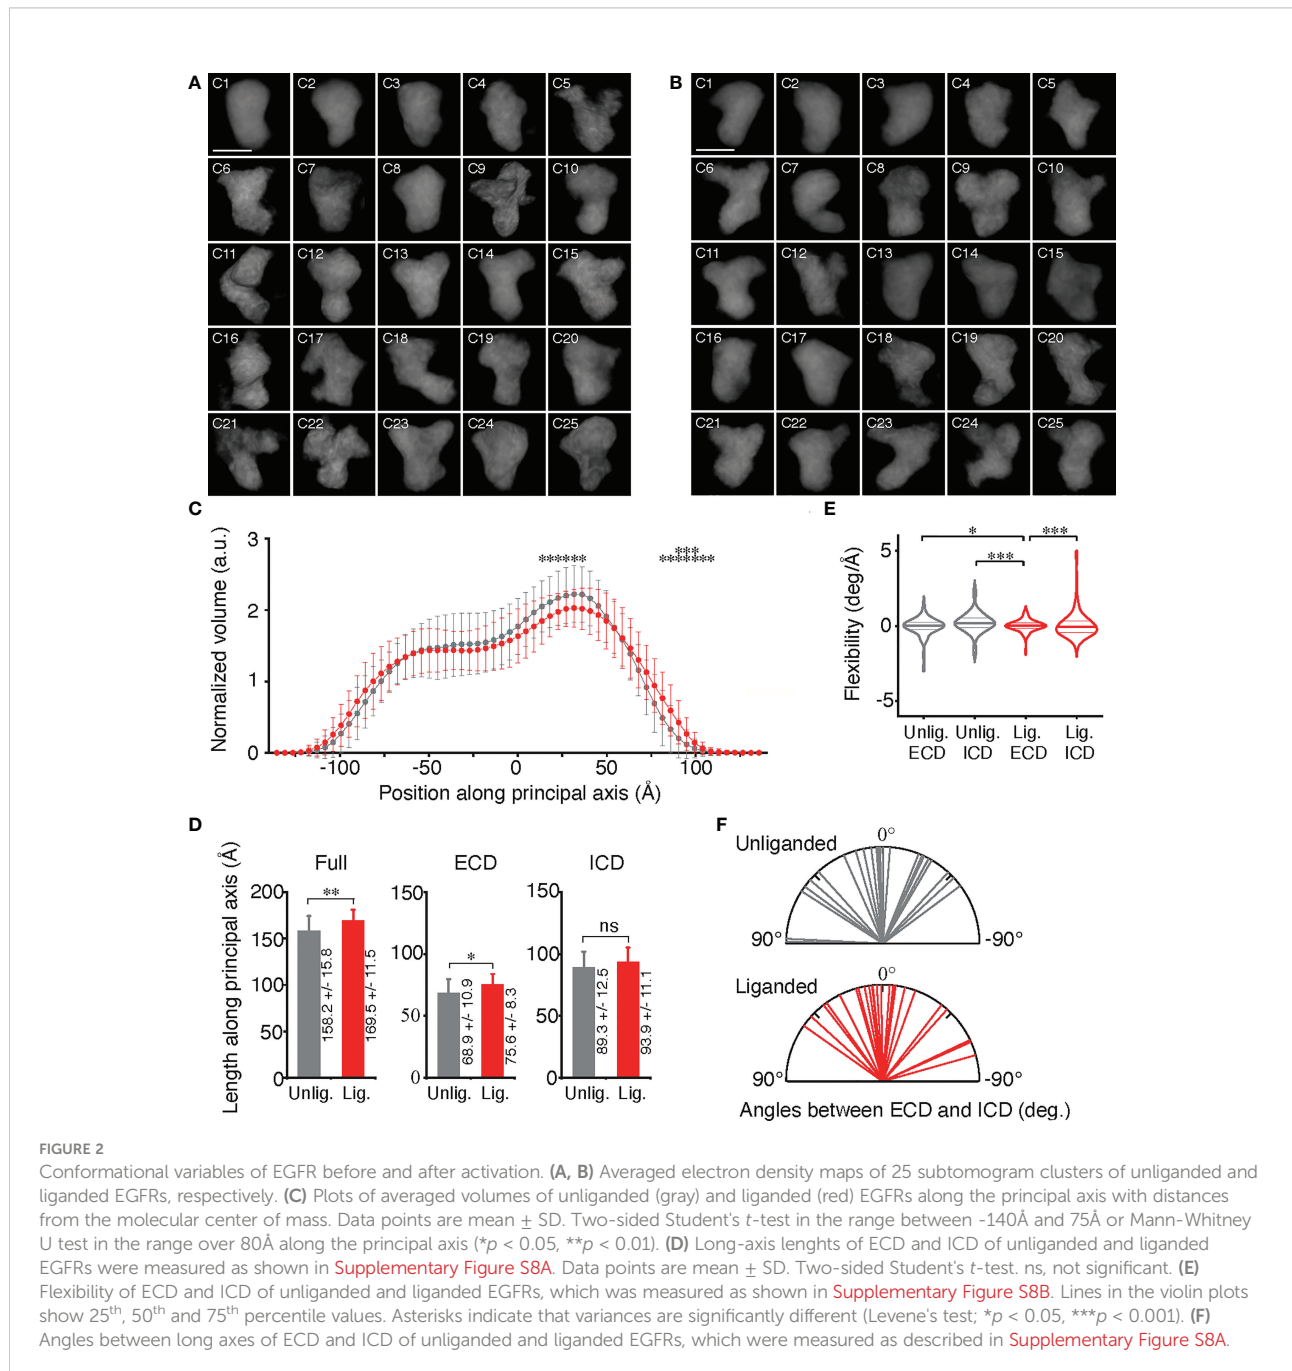 A
C1 C2 C3 C4 C5
C6 C7 C8 C9 C10
C11 C12 C13 C14 C15
C16 C17 C18 C19 C20
C21 C22 C23 C24 C25
B
C1 C2 C3 C4 C5
C6 C7 C8 C9 C10
C11 C12 C13 C14 C15
C16 C17 C18 C19 C20
C21 C22 C23 C24 C25
C
Normalized volume (a.u.)
3
2
1
0
******
***
*******
-100 -50 0 50 100
Position along principal axis (Å)
E
Flexibility (deg/Å)
5
0
-5
*
***
***
Unlig. Unlig. Lig. Lig.
ECD ICD ECD ICD
D
Length along principal axis (Å)
Full
200
150
100
50
0
**
158.2 +/- 15.8
169.5 +/- 11.5
Unlig. Lig.
ECD
150
100
50
0
*
68.9 +/- 10.9
75.6 +/- 8.3
Unlig. Lig.
ICD
150
100
50
0
ns
89.3 +/- 12.5
93.9 +/- 11.1
Unlig. Lig.
F
Unliganded
0°
90° -90°
Liganded
0°
90° -90°
Angles between ECD and ICD (deg.)
FIGURE 2
Conformational variables of EGFR before and after activation. (A, B) Averaged electron density maps of 25 subtomogram clusters of unliganded and
liganded EGFRs, respectively. (C) Plots of averaged volumes of unliganded (gray) and liganded (red) EGFRs along the principal axis with distances
from the molecular center of mass. Data points are mean ± SD. Two-sided Student's t-test in the range between -140Å and 75Å or Mann-Whitney
U test in the range over 80Å along the principal axis (*p < 0.05, **p < 0.01). (D) Long-axis lenghts of ECD and ICD of unliganded and liganded
EGFRs were measured as shown in Supplementary Figure S8A. Data points are mean ± SD. Two-sided Student's t-test. ns, not significant. (E)
Flexibility of ECD and ICD of unliganded and liganded EGFRs, which was measured as shown in Supplementary Figure S8B. Lines in the violin plots
show 25th, 50th and 75th percentile values. Asterisks indicate that variances are significantly different (Levene's test; *p < 0.05, ***p < 0.001). (F)
Angles between long axes of ECD and ICD of unliganded and liganded EGFRs, which were measured as described in Supplementary Figure S8A.